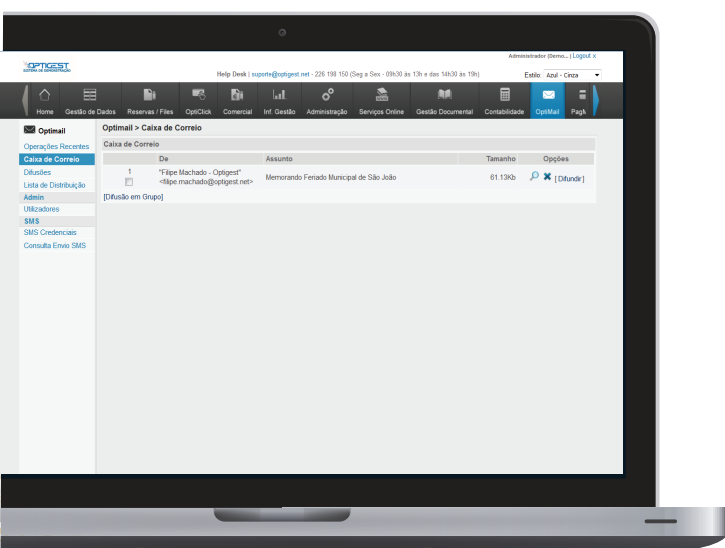 Administrador (Demo... | Logout x
OPTIGEST
SISTEMA DE DEMONSTRAÇÃO
Help Desk | suporte@optigest.net - 226 198 150 (Seg a Sex - 09h30 às 13h e das 14h30 às 19h)
Estilo: Azul - Cinza
Home Gestão de Dados Reservas / Files OptiClick Comercial Inf. Gestão Administração Serviços Online Gestão Documental Contabilidade OptiMail
Optimail
Operações Recentes
Caixa de Correio
Difusões
Lista de Distribuição
Admin
Utilizadores
SMS
SMS Credenciais
Consulta Envio SMS
Optimail > Caixa de Correio
Caixa de Correio
De Assunto Tamanho Opções
1 "Filipe Machado - Optigest"
<filipe.machado@optigest.net> Memorando Feriado Municipal de São João 61.13Kb [ Difundir ]
[Difusão em Grupo]